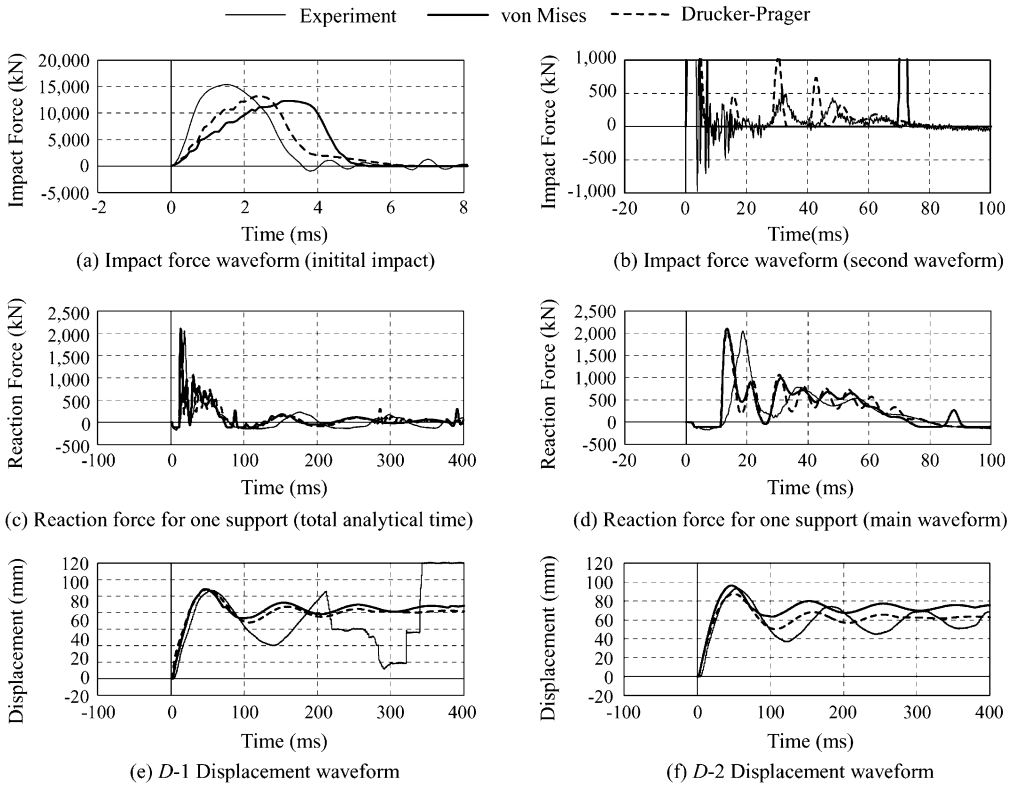 Experiment von Mises Drucker-Prager
Impact Force (kN)
20,000
15,000
10,000
5,000
0
-5,000
-2 0 2 4 6 8
Time (ms)
(a) Impact force waveform (initital impact)
Impact Force (kN)
1,000
500
0
-500
-1,000
-20 0 20 40 60 80 100
Time(ms)
(b) Impact force waveform (second waveform)
Reaction Force (kN)
2,500
2,000
1,500
1,000
500
0
-500
-100 0 100 200 300 400
Time (ms)
(c) Reaction force for one support (total analytical time)
Reaction Force (kN)
2,500
2,000
1,500
1,000
500
0
-500
-20 0 20 40 60 80 100
Time (ms)
(d) Reaction force for one support (main waveform)
Displacement (mm)
120
100
80
60
40
20
0
-20
-100 0 100 200 300 400
Time (ms)
(e) D-1 Displacement waveform
Displacement (mm)
120
100
80
60
40
20
0
-20
-100 0 100 200 300 400
Time (ms)
(f) D-2 Displacement waveform